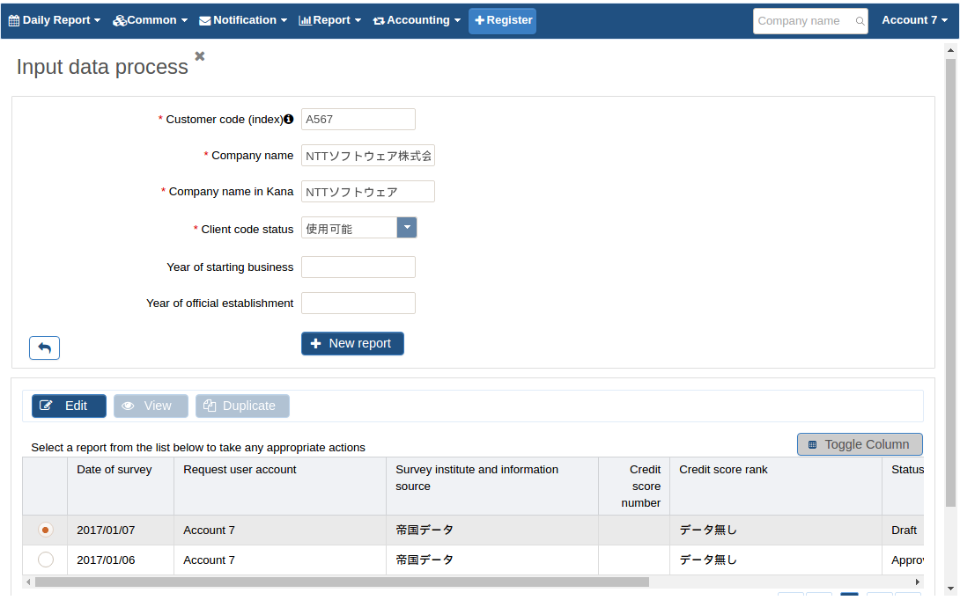 Daily Report Common Notification Report Accounting Register Company name Account 7
Input data process
* Customer code (index) A567
* Company name NTTソフトウェア株式会
* Company name in Kana NTTソフトウェア
* Client code status 使用可能
Year of starting business
Year of official establishment
New report
Edit View Duplicate
Select a report from the list below to take any appropriate actions
Toggle Column
Date of survey Request user account Survey institute and information source Credit score number Credit score rank Status
2017/01/07 Account 7 帝国データ データ無し Draft
2017/01/06 Account 7 帝国データ データ無し